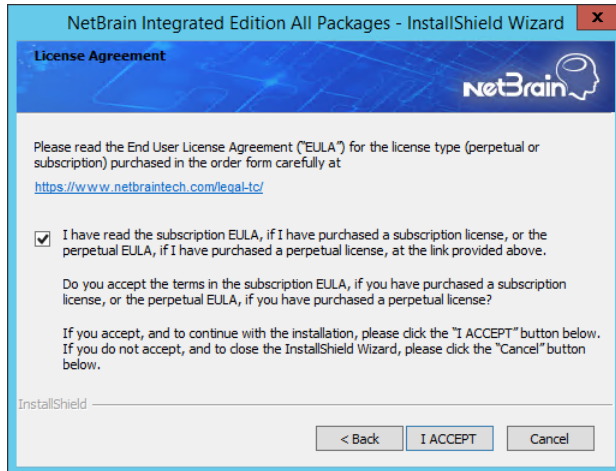 NetBrain Integrated Edition All Packages - InstallShield Wizard
x
License Agreement
NetBrain
Please read the End User License Agreement ("EULA") for the license type (perpetual or
subscription) purchased in the order form carefully at
https://www.netbraintech.com/legal-tc/
I have read the subscription EULA, if I have purchased a subscription license, or the
perpetual EULA, if I have purchased a perpetual license, at the link provided above.
Do you accept the terms in the subscription EULA, if you have purchased a subscription
license, or the perpetual EULA, if you have purchased a perpetual license?
If you accept, and to continue with the installation, please click the "I ACCEPT" button below.
If you do not accept, and to close the InstallShield Wizard, please click the "Cancel" button
below.
InstallShield
< Back I ACCEPT Cancel